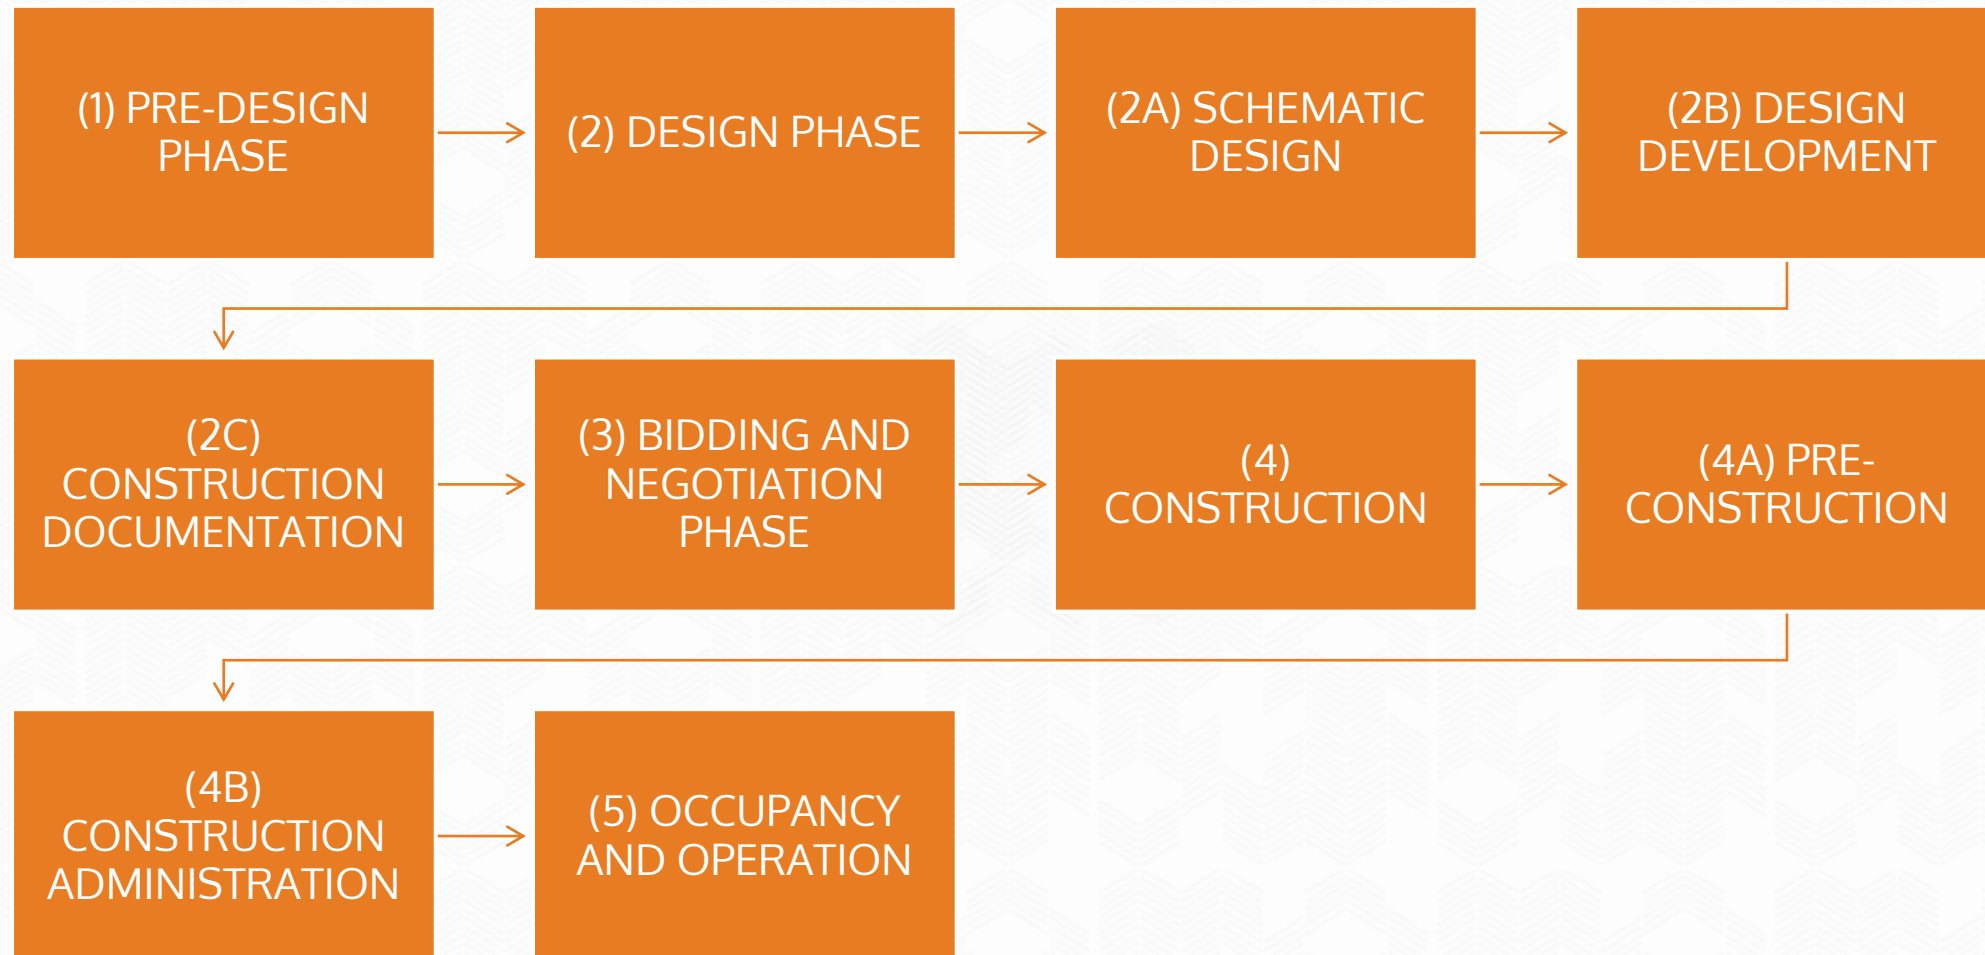 (1) PRE-DESIGN
PHASE
(2) DESIGN PHASE
(2A) SCHEMATIC
DESIGN
(2B) DESIGN
DEVELOPMENT
(2C)
CONSTRUCTION
DOCUMENTATION
(3) BIDDING AND
NEGOTIATION
PHASE
(4)
CONSTRUCTION
(4A) PRE-
CONSTRUCTION
(4B)
CONSTRUCTION
ADMINISTRATION
(5) OCCUPANCY
AND OPERATION